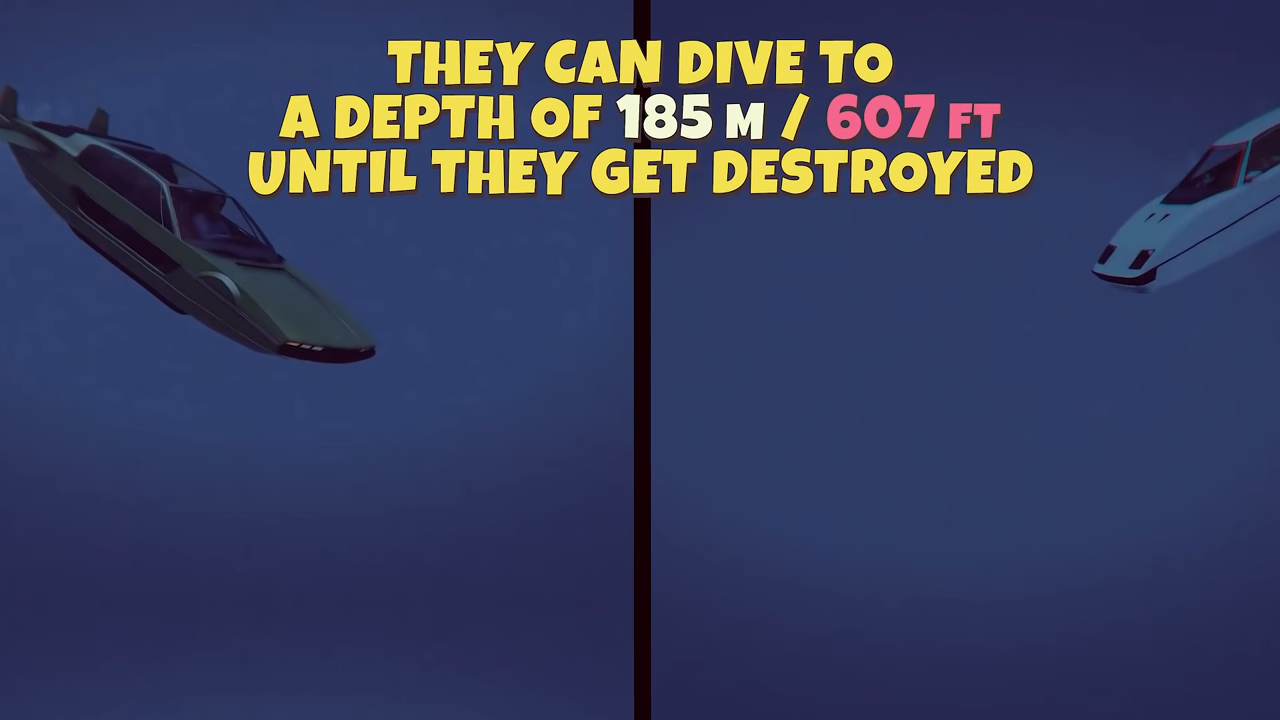 THEY CAN DIVE TO
A DEPTH OF 185 M / 607 FT
UNTIL THEY GET DESTROYED